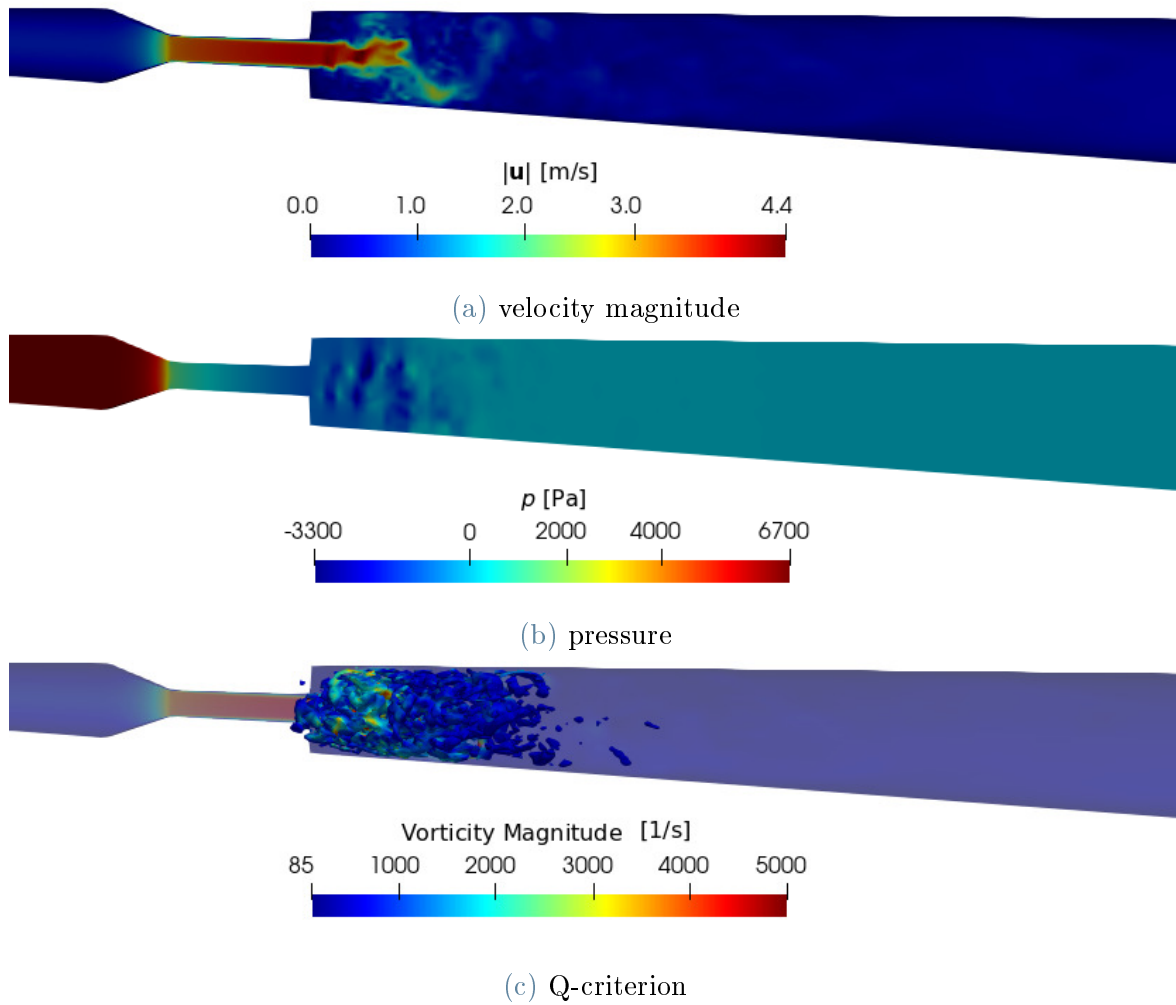 |u| [m/s]
0.0 1.0 2.0 3.0 4.4
(a) velocity magnitude
p [Pa]
-3300 0 2000 4000 6700
(b) pressure
Vorticity Magnitude [1/s]
85 1000 2000 3000 4000 5000
(c) Q-criterion